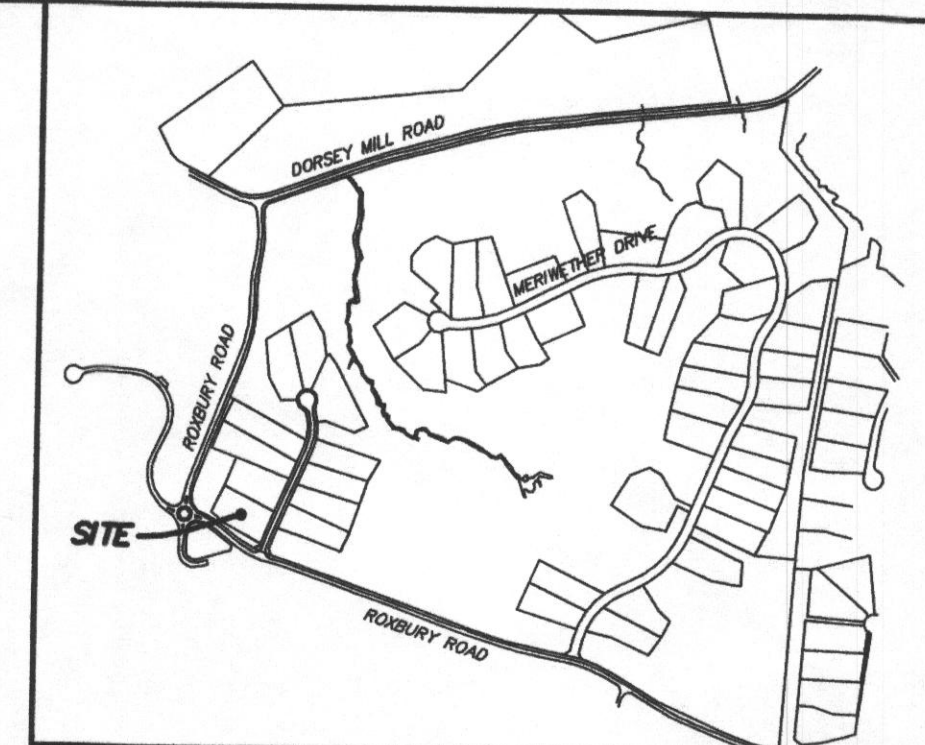 DORSEY MILL ROAD
MERIWETHER DRIVE
ROXBURY ROAD
SITE
ROXBURY ROAD